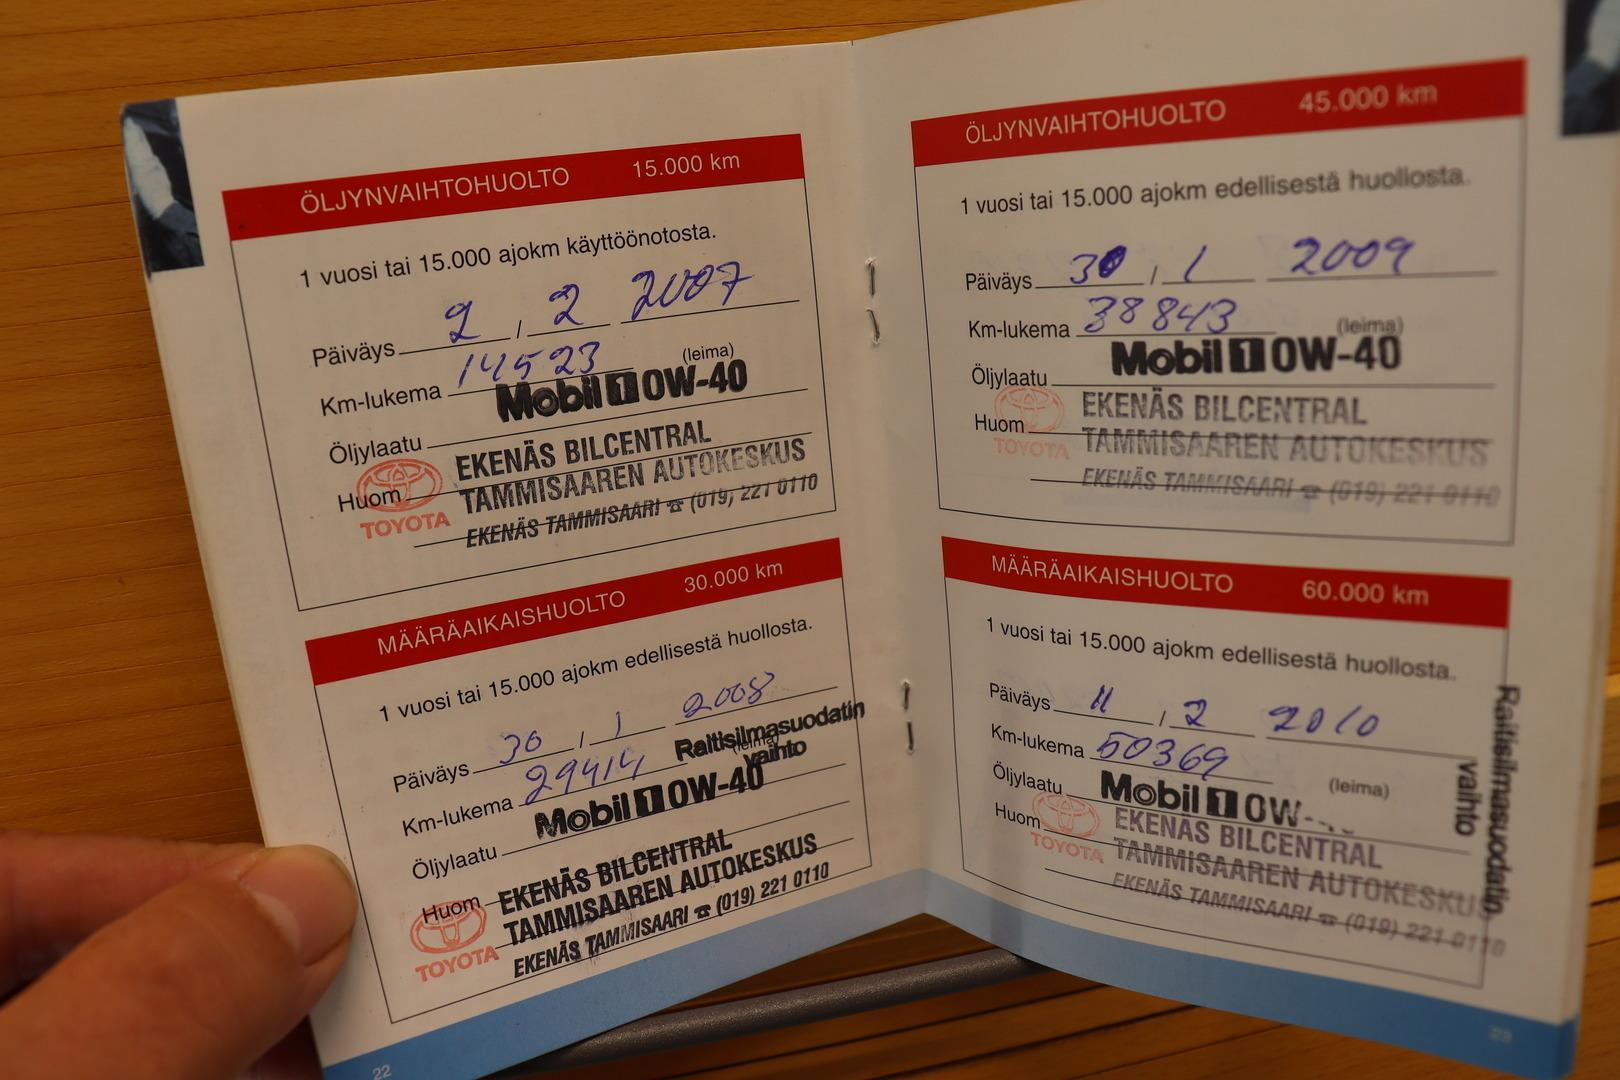 ÖLJYNVAIHTOHUOLTO 15.000 km
1 vuosi tai 15.000 ajokm käyttöönotosta.
Päiväys 2 / 2 2007
Km-lukema 14523 (leima)
Öljylaatu Mobil 1 0W-40
Huom EKENÄS BILCENTRAL
TAMMISAAREN AUTOKESKUS
TOYOTA EKENÄS TAMMISAARI ☎ (019) 221 0110
MÄÄRÄAIKAISHUOLTO 30.000 km
1 vuosi tai 15.000 ajokm edellisestä huollosta.
Päiväys 30 / 1 2008
Km-lukema 29414 (leima)
Raitisilmasuodatin
vaihto
Öljylaatu Mobil 1 0W-40
Huom EKENÄS BILCENTRAL
TAMMISAAREN AUTOKESKUS
TOYOTA EKENÄS TAMMISAARI ☎ (019) 221 0110
22
ÖLJYNVAIHTOHUOLTO 45.000 km
1 vuosi tai 15.000 ajokm edellisestä huollosta.
Päiväys 30 / 1 2009
Km-lukema 38843 (leima)
Öljylaatu Mobil 1 0W-40
Huom EKENÄS BILCENTRAL
TOYOTA TAMMISAAREN AUTOKESKUS
EKENÄS TAMMISAARI ☎ (019) 221 0110
MÄÄRÄAIKAISHUOLTO 60.000 km
1 vuosi tai 15.000 ajokm edellisestä huollosta.
Päiväys 11 / 2 2010
Km-lukema 50369 (leima)
Öljylaatu Mobil 1 0W-
Huom EKENÄS BILCENTRAL
TOYOTA TAMMISAAREN AUTOKESKUS
EKENÄS TAMMISAARI ☎ (019) 221 0110
Raitisilmasuodatin
vaihto
23